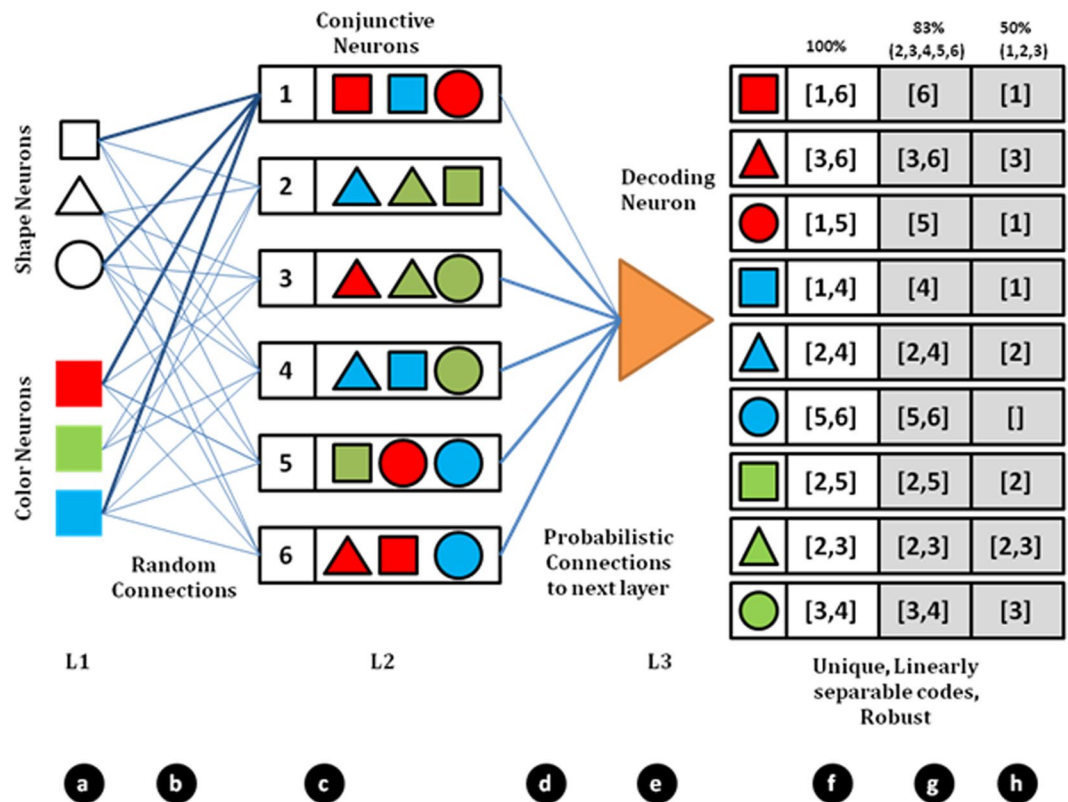 Conjunctive
Neurons
100%
83%
(2,3,4,5,6)
50%
(1,2,3)
Shape Neurons
Color Neurons
1
2
3
4
5
6
Random
Connections
Decoding
Neuron
Probabilistic
Connections
to next layer
[1,6] [6] [1]
[3,6] [3,6] [3]
[1,5] [5] [1]
[1,4] [4] [1]
[2,4] [2,4] [2]
[5,6] [5,6] []
[2,5] [2,5] [2]
[2,3] [2,3] [2,3]
[3,4] [3,4] [3]
L1 L2 L3
Unique, Linearly
separable codes,
Robust
a b c d e f g h